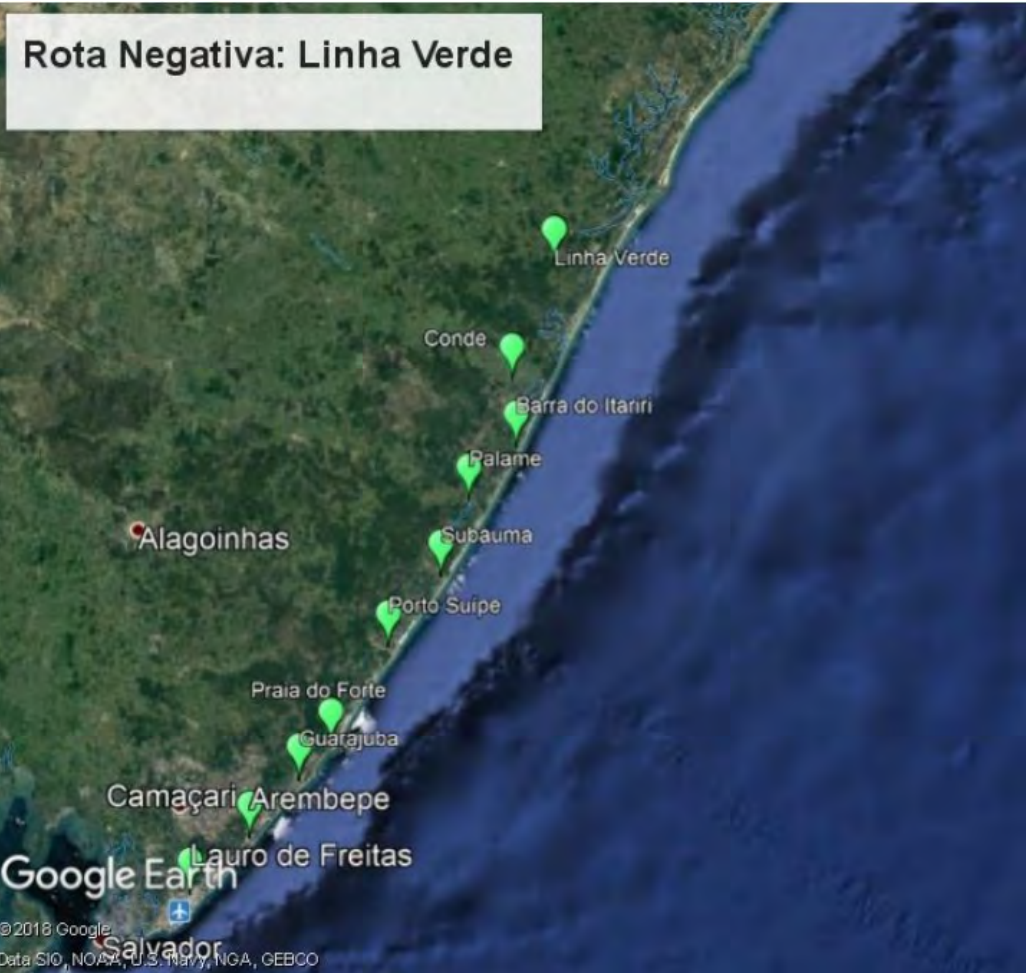 Rota Negativa: Linha Verde
Linha Verde
Conde
Barra do Itariri
Palame
Alagoinhas
Subauma
Porto Suípe
Praia do Forte
Guarajuba
Camaçari
Arembepe
Lauro de Freitas
Google Earth
©2018 Google
Salvador
Data SIO, NOAA, U.S. Navy, NGA, GEBCO